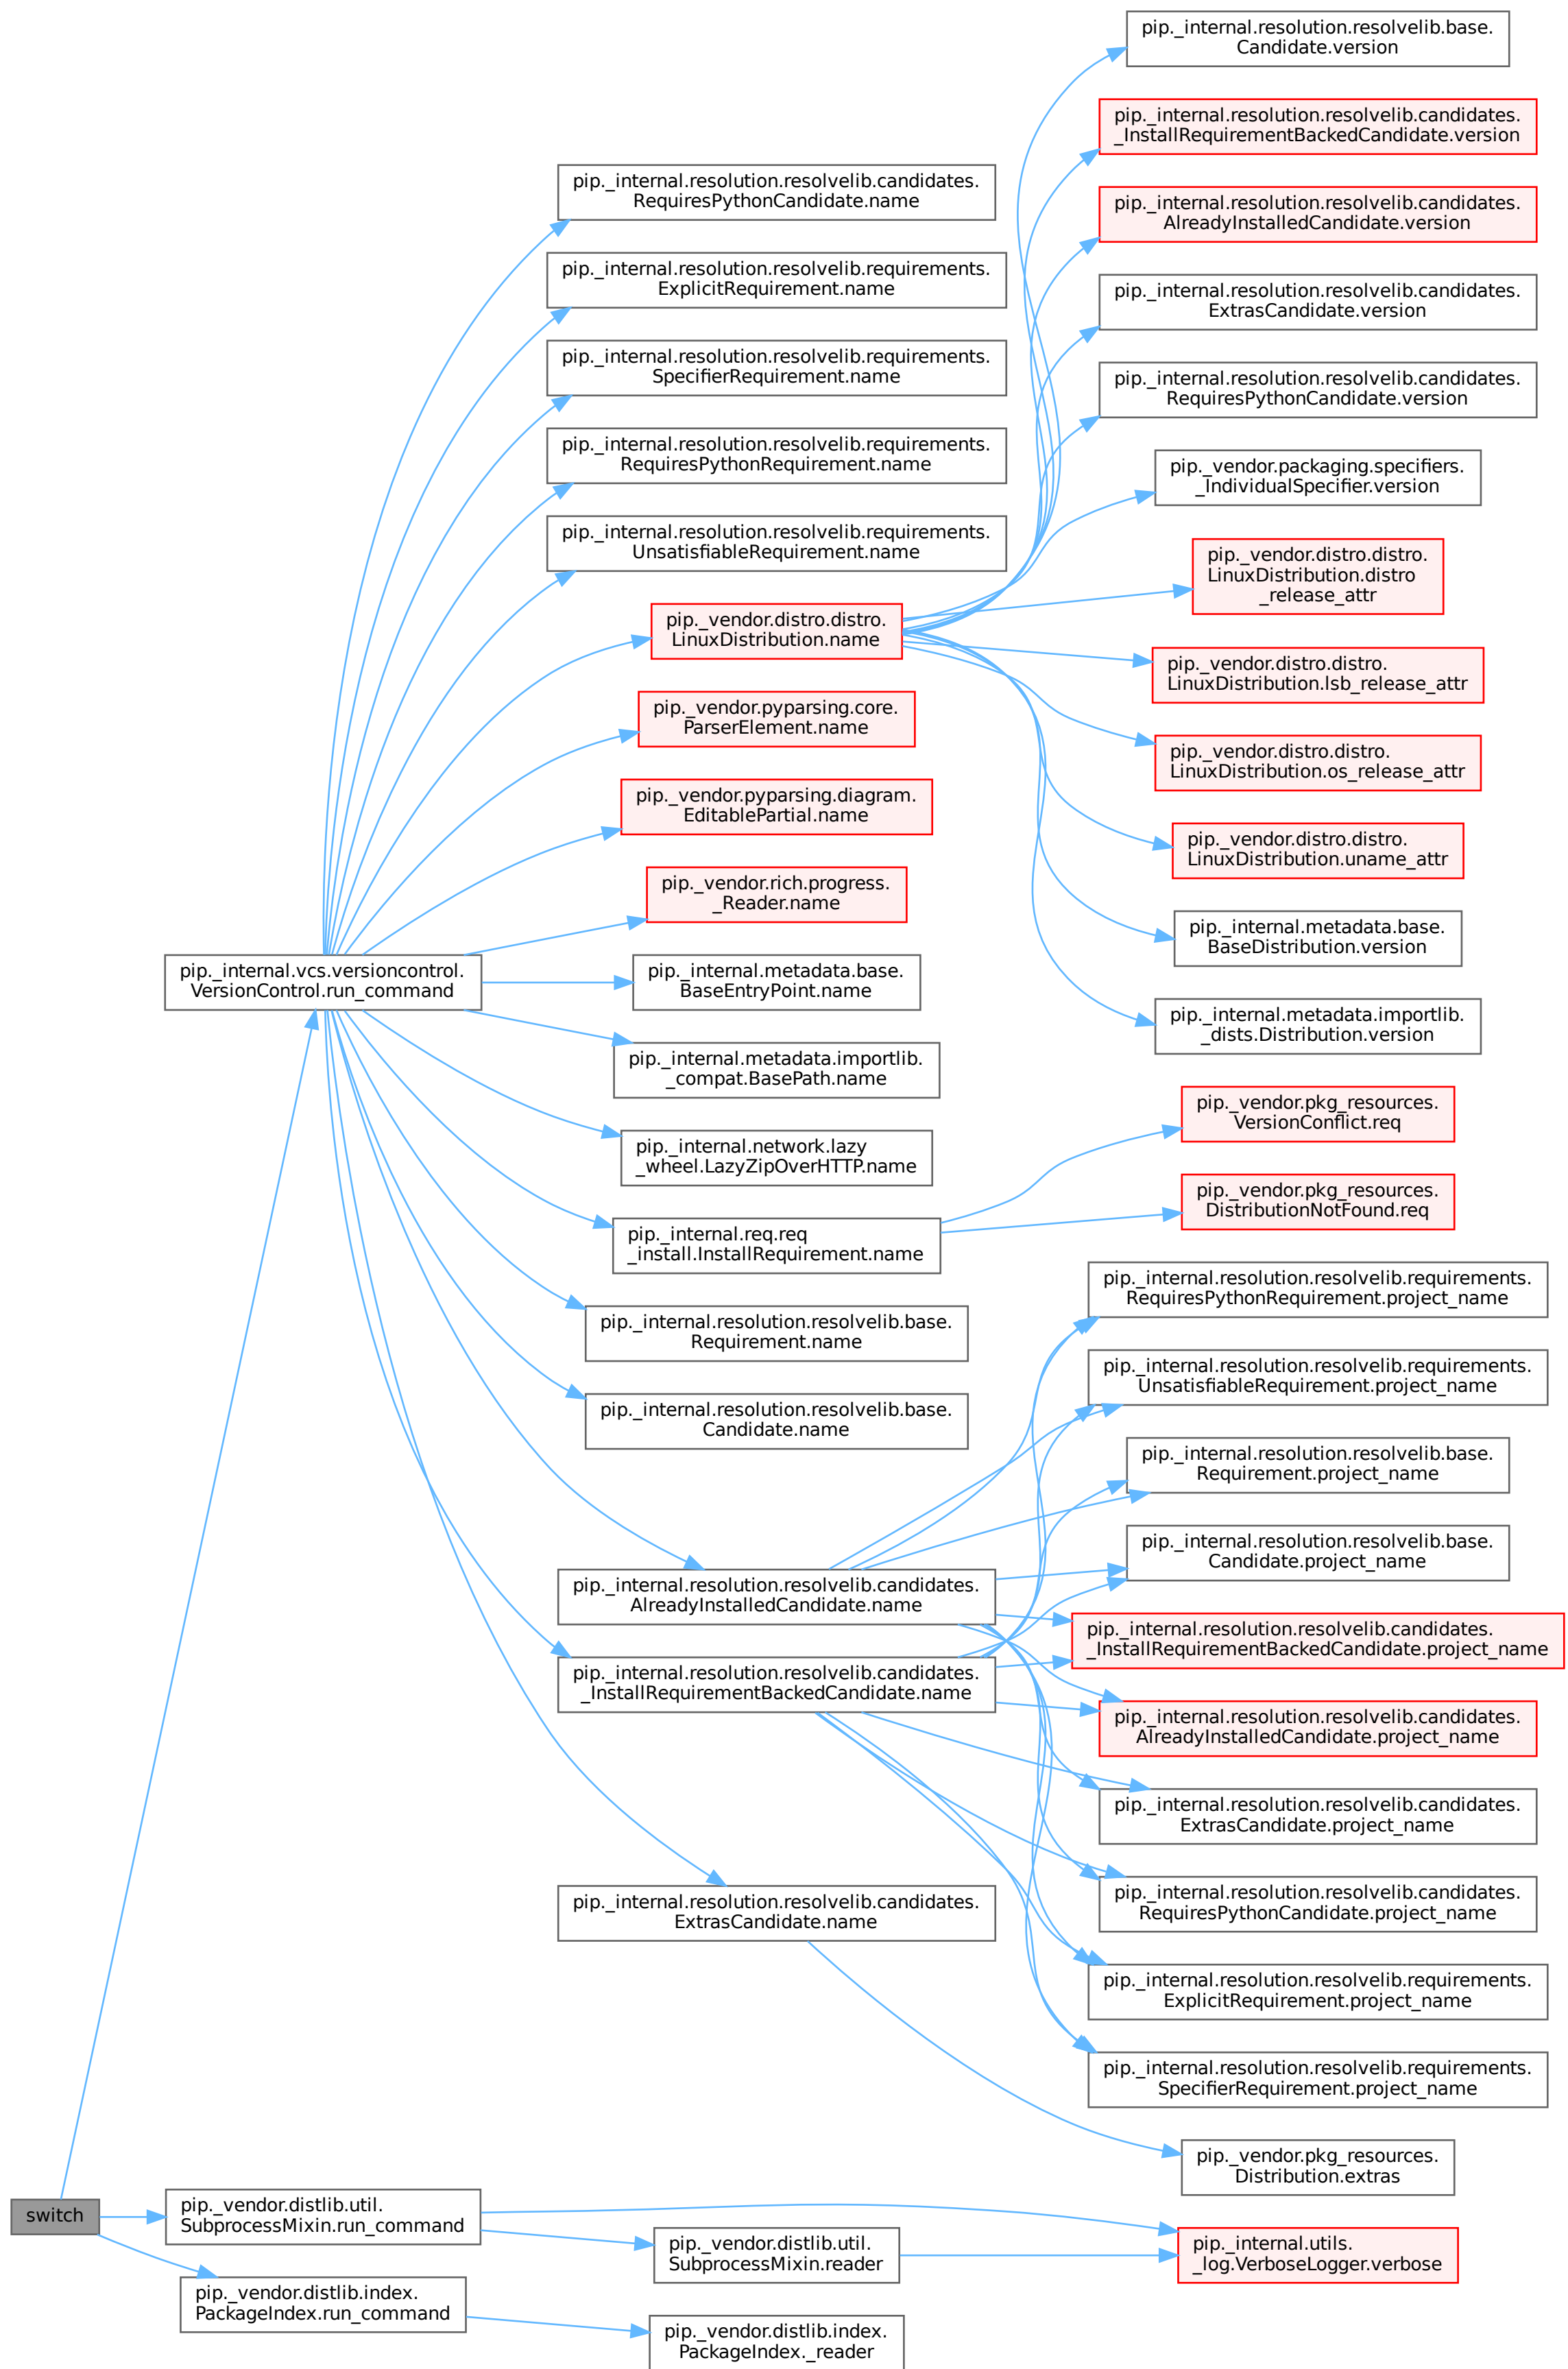 pip._internal.resolution.resolvelib.base.
Candidate.version
pip._internal.resolution.resolvelib.candidates.
_InstallRequirementBackedCandidate.version
pip._internal.resolution.resolvelib.candidates.
AlreadyInstalledCandidate.version
pip._internal.resolution.resolvelib.candidates.
ExtrasCandidate.version
pip._internal.resolution.resolvelib.candidates.
RequiresPythonCandidate.version
pip._vendor.packaging.specifiers.
_IndividualSpecifier.version
pip._vendor.distro.distro.
LinuxDistribution.distro
_release_attr
pip._vendor.distro.distro.
LinuxDistribution.lsb_release_attr
pip._vendor.distro.distro.
LinuxDistribution.os_release_attr
pip._vendor.distro.distro.
LinuxDistribution.uname_attr
pip._internal.metadata.base.
BaseDistribution.version
pip._internal.metadata.importlib.
_dists.Distribution.version
pip._vendor.pkg_resources.
VersionConflict.req
pip._vendor.pkg_resources.
DistributionNotFound.req
pip._internal.resolution.resolvelib.requirements.
RequiresPythonRequirement.project_name
pip._internal.resolution.resolvelib.requirements.
UnsatisfiableRequirement.project_name
pip._internal.resolution.resolvelib.base.
Requirement.project_name
pip._internal.resolution.resolvelib.base.
Candidate.project_name
pip._internal.resolution.resolvelib.candidates.
_InstallRequirementBackedCandidate.project_name
pip._internal.resolution.resolvelib.candidates.
AlreadyInstalledCandidate.project_name
pip._internal.resolution.resolvelib.candidates.
ExtrasCandidate.project_name
pip._internal.resolution.resolvelib.candidates.
RequiresPythonCandidate.project_name
pip._internal.resolution.resolvelib.requirements.
ExplicitRequirement.project_name
pip._internal.resolution.resolvelib.requirements.
SpecifierRequirement.project_name
pip._vendor.pkg_resources.
Distribution.extras
pip._internal.utils.
_log.VerboseLogger.verbose
pip._internal.resolution.resolvelib.candidates.
RequiresPythonCandidate.name
pip._internal.resolution.resolvelib.requirements.
ExplicitRequirement.name
pip._internal.resolution.resolvelib.requirements.
SpecifierRequirement.name
pip._internal.resolution.resolvelib.requirements.
RequiresPythonRequirement.name
pip._internal.resolution.resolvelib.requirements.
UnsatisfiableRequirement.name
pip._vendor.distro.distro.
LinuxDistribution.name
pip._vendor.pyparsing.core.
ParserElement.name
pip._vendor.pyparsing.diagram.
EditablePartial.name
pip._vendor.rich.progress.
_Reader.name
pip._internal.metadata.base.
BaseEntryPoint.name
pip._internal.metadata.importlib.
_compat.BasePath.name
pip._internal.network.lazy
_wheel.LazyZipOverHTTP.name
pip._internal.req.req
_install.InstallRequirement.name
pip._internal.resolution.resolvelib.base.
Requirement.name
pip._internal.resolution.resolvelib.base.
Candidate.name
pip._internal.resolution.resolvelib.candidates.
AlreadyInstalledCandidate.name
pip._internal.resolution.resolvelib.candidates.
_InstallRequirementBackedCandidate.name
pip._internal.resolution.resolvelib.candidates.
ExtrasCandidate.name
pip._vendor.distlib.util.
SubprocessMixin.reader
pip._vendor.distlib.index.
PackageIndex._reader
pip._internal.vcs.versioncontrol.
VersionControl.run_command
pip._vendor.distlib.util.
SubprocessMixin.run_command
pip._vendor.distlib.index.
PackageIndex.run_command
switch